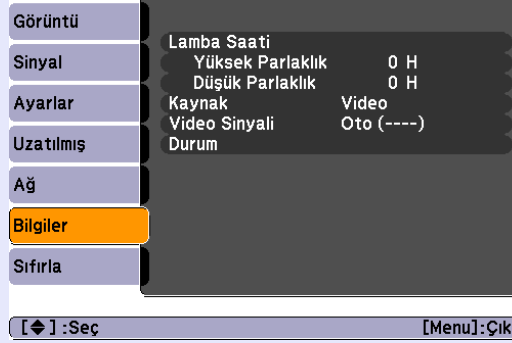 Görüntü
Sinyal
Ayarlar
Uzatılmış
Ağ
Bilgiler
Sıfırla
Lamba Saati
Yüksek Parlaklık 0 H
Düşük Parlaklık 0 H
Kaynak Video
Video Sinyali Oto (----)
Durum
[◆] :Seç [Menu]:Çık